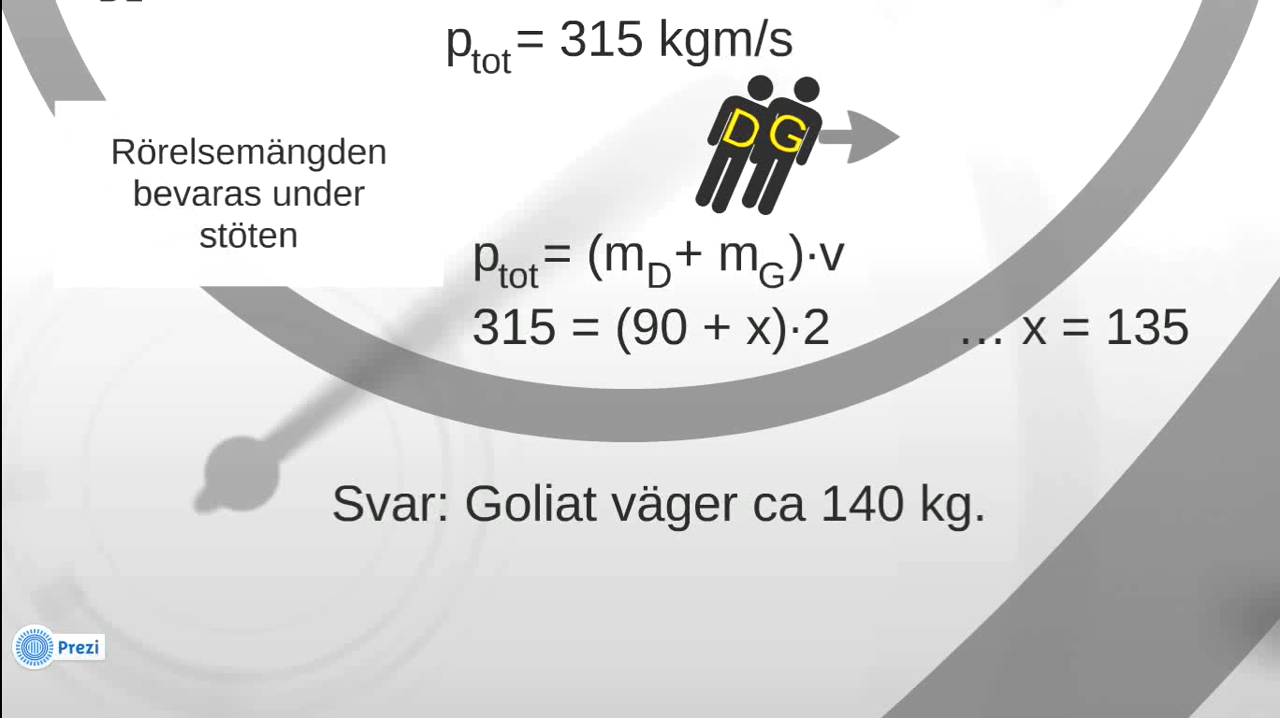 p_tot = 315 kgm/s
D G
Rörelsemängden
bevaras under
stöten
p_tot = (m_D + m_G)·v
315 = (90 + x)·2 … x = 135
Svar: Goliat väger ca 140 kg.
Prezi